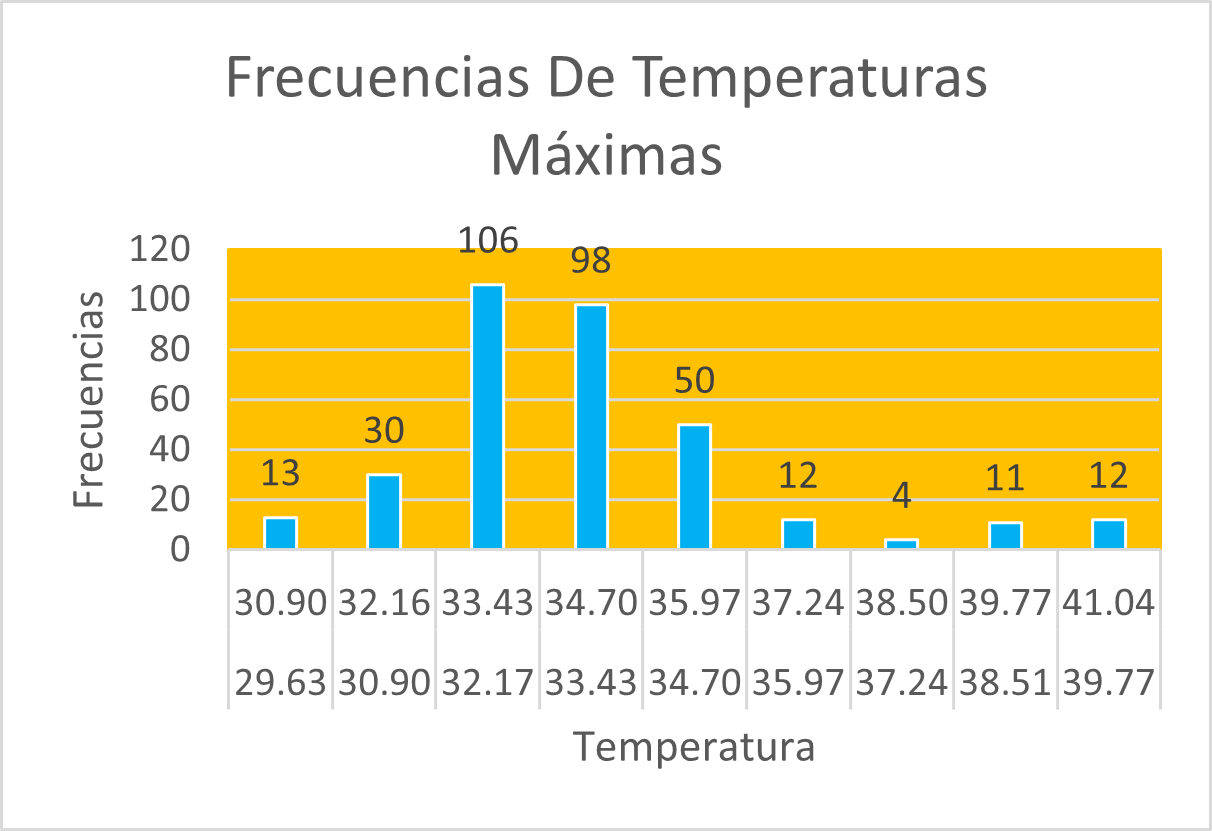 Frecuencias De Temperaturas
Máximas
Frecuencias
120
100
80
60
40
20
0
13
30
106
98
50
12
4
11
12
30.90 32.16 33.43 34.70 35.97 37.24 38.50 39.77 41.04
29.63 30.90 32.17 33.43 34.70 35.97 37.24 38.51 39.77
Temperatura